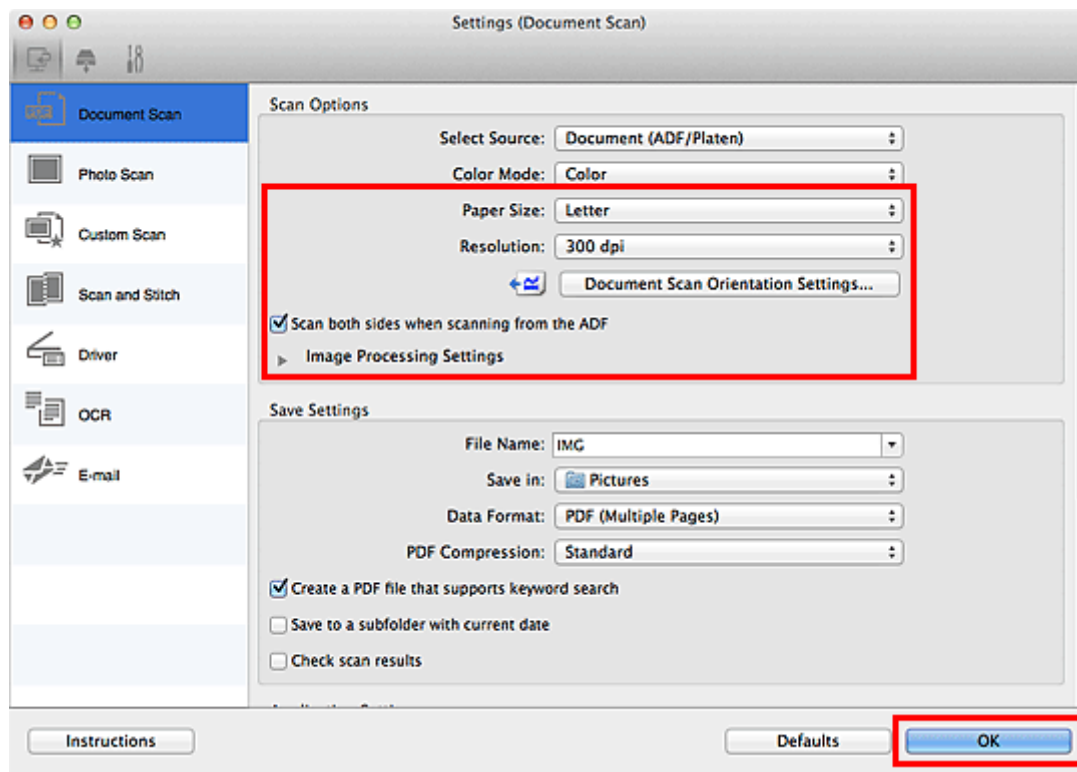 Settings (Document Scan)
Document Scan
Photo Scan
Custom Scan
Scan and Stitch
Driver
OCR
E-mail
Scan Options
Select Source: Document (ADF/Platen)
Color Mode: Color
Paper Size: Letter
Resolution: 300 dpi
Document Scan Orientation Settings...
Scan both sides when scanning from the ADF
Image Processing Settings
Save Settings
File Name: IMG
Save in: Pictures
Data Format: PDF (Multiple Pages)
PDF Compression: Standard
Create a PDF file that supports keyword search
Save to a subfolder with current date
Check scan results
Instructions
Defaults
OK